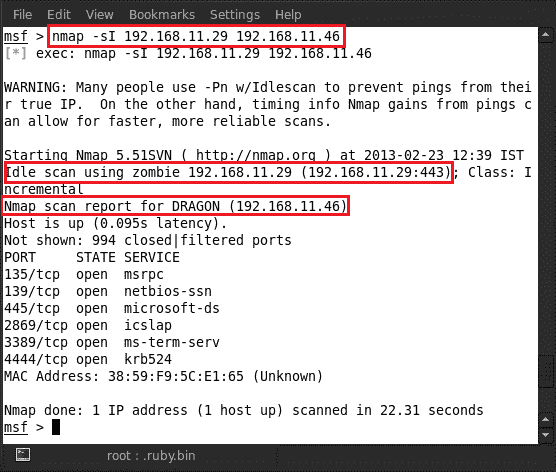 File Edit View Bookmarks Settings Help
msf > nmap -sI 192.168.11.29 192.168.11.46
[*] exec: nmap -sI 192.168.11.29 192.168.11.46
WARNING: Many people use -Pn w/Idlescan to prevent pings from thei
r true IP.  On the other hand, timing info Nmap gains from pings c
an allow for faster, more reliable scans.
Starting Nmap 5.51SVN ( http://nmap.org ) at 2013-02-23 12:39 IST
Idle scan using zombie 192.168.11.29 (192.168.11.29:443); Class: I
ncremental
Nmap scan report for DRAGON (192.168.11.46)
Host is up (0.095s latency).
Not shown: 994 closed|filtered ports
PORT     STATE SERVICE
135/tcp  open  msrpc
139/tcp  open  netbios-ssn
445/tcp  open  microsoft-ds
2869/tcp open  icslap
3389/tcp open  ms-term-serv
4444/tcp open  krb524
MAC Address: 38:59:F9:5C:E1:65 (Unknown)
Nmap done: 1 IP address (1 host up) scanned in 22.31 seconds
msf >
root : .ruby.bin